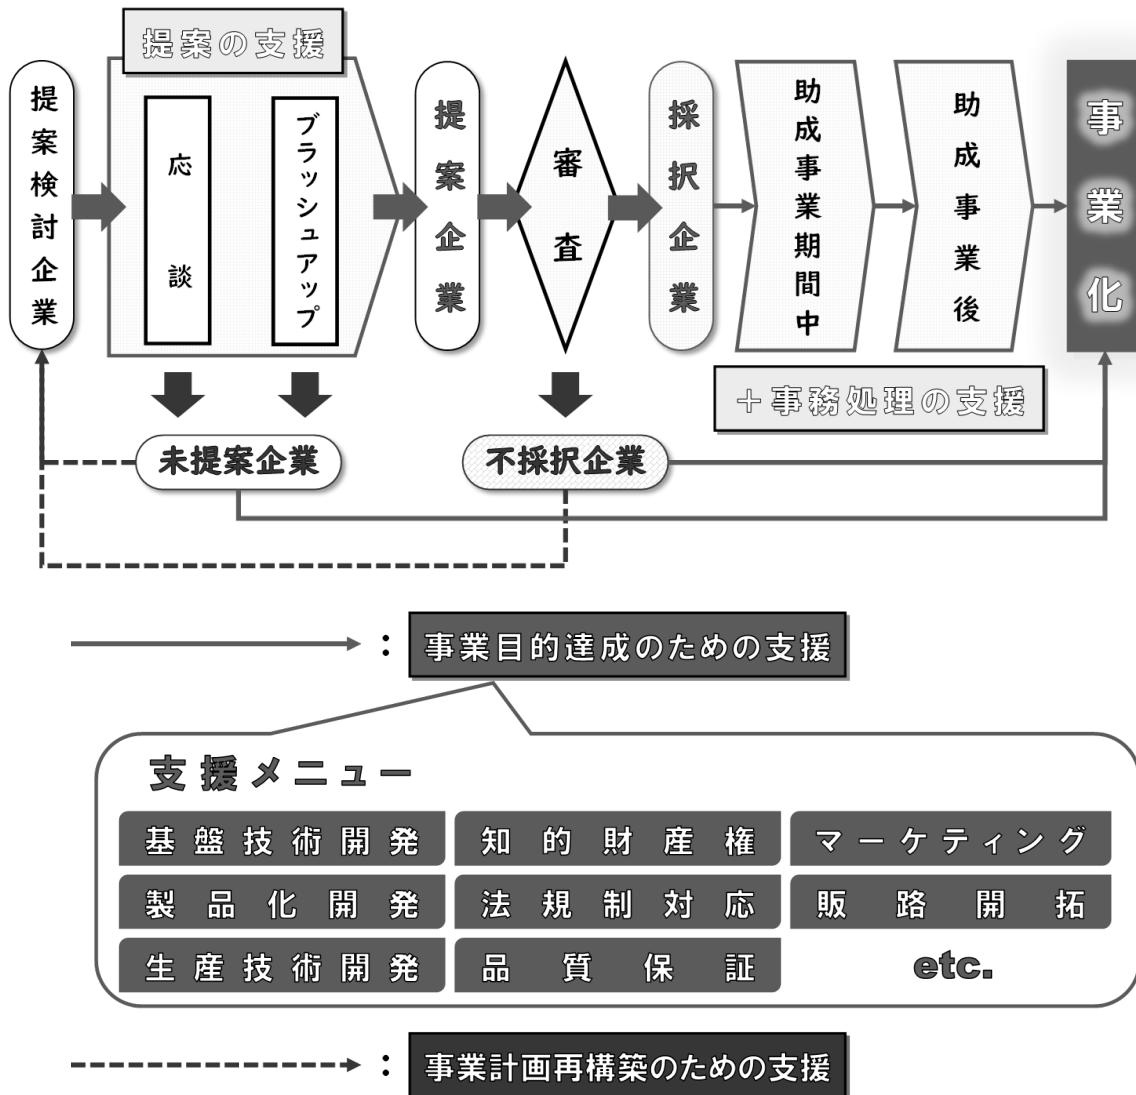 提案の支援
提案検討企業
応談
ブラッシュアップ
提案企業
審査
採択企業
助成事業期間中
助成事業後
事業化
＋事務処理の支援
未提案企業
不採択企業
：事業目的達成のための支援
支援メニュー
基盤技術開発 知的財産権 マーケティング
製品化開発 法規制対応 販路開拓
生産技術開発 品質保証 etc.
：事業計画再構築のための支援